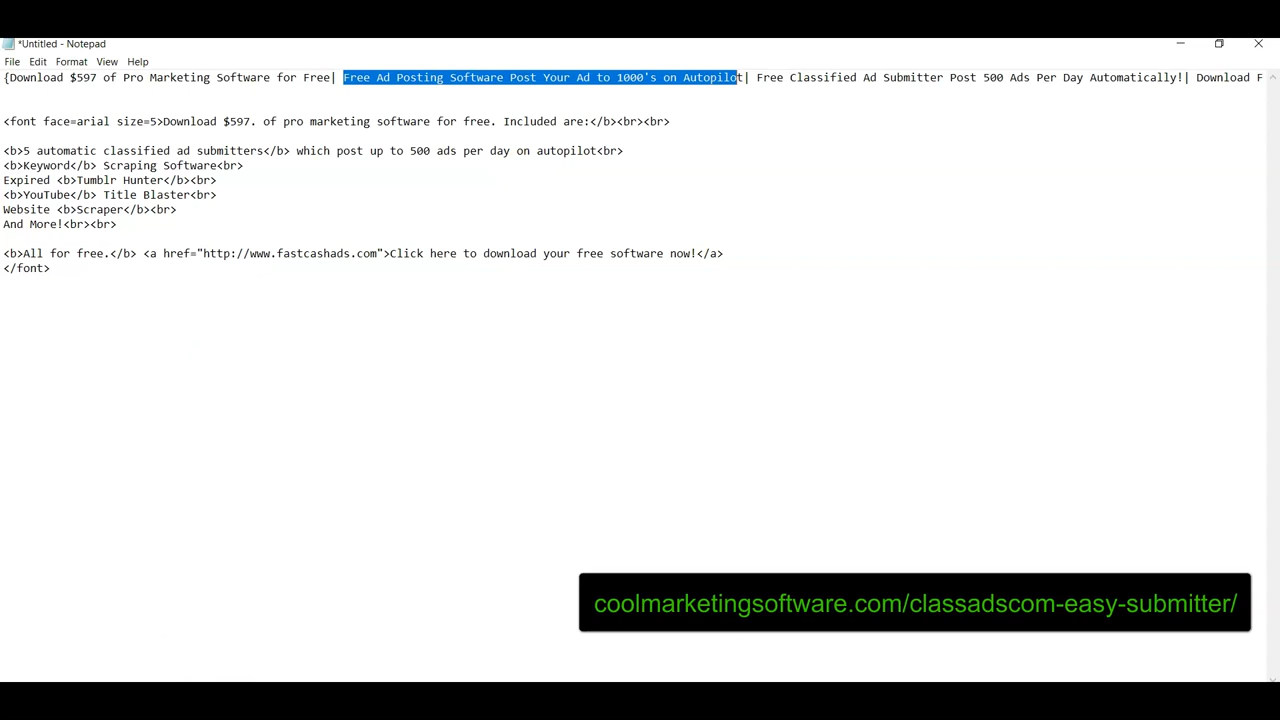 *Untitled - Notepad
File Edit Format View Help
{Download $597 of Pro Marketing Software for Free| Free Ad Posting Software Post Your Ad to 1000's on Autopilot| Free Classified Ad Submitter Post 500 Ads Per Day Automatically!| Download F
<font face=arial size=5>Download $597. of pro marketing software for free. Included are:</b><br><br>
<b>5 automatic classified ad submitters</b> which post up to 500 ads per day on autopilot<br>
<b>Keyword</b> Scraping Software<br>
Expired <b>Tumblr Hunter</b><br>
<b>YouTube</b> Title Blaster<br>
Website <b>Scraper</b><br>
And More!<br><br>
<b>All for free.</b> <a href="http://www.fastcashads.com">Click here to download your free software now!</a>
</font>
coolmarketingsoftware.com/classadscom-easy-submitter/